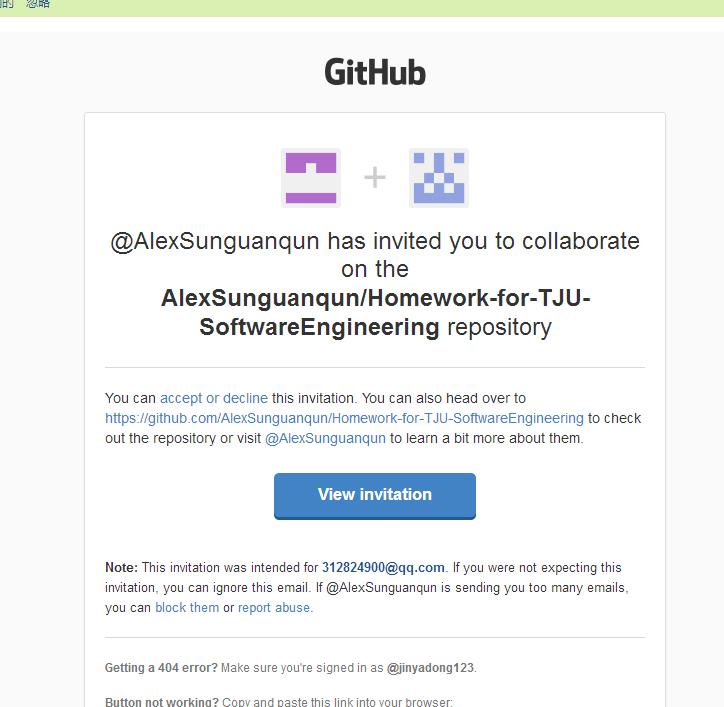 的 忽略
GitHub
@AlexSunguanqun has invited you to collaborate
on the
AlexSunguanqun/Homework-for-TJU-
SoftwareEngineering repository
You can accept or decline this invitation. You can also head over to
https://github.com/AlexSunguanqun/Homework-for-TJU-SoftwareEngineering to check
out the repository or visit @AlexSunguanqun to learn a bit more about them.
View invitation
Note: This invitation was intended for 312824900@qq.com. If you were not expecting this
invitation, you can ignore this email. If @AlexSunguanqun is sending you too many emails,
you can block them or report abuse.
Getting a 404 error? Make sure you're signed in as @jinyadong123.
Button not working? Copy and paste this link into your browser: